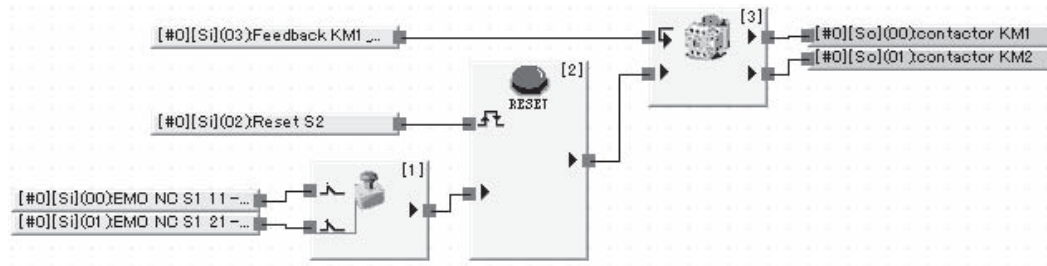 [#0][Si](03):Feedback KM1_...
[3]
[#0][So](00):contactor KM1
[#0][So](01):contactor KM2
[2]
RESET
[#0][Si](02):Reset S2
[1]
[#0][Si](00):EMO NC S1 11-...
[#0][Si](01):EMO NC S1 21-...